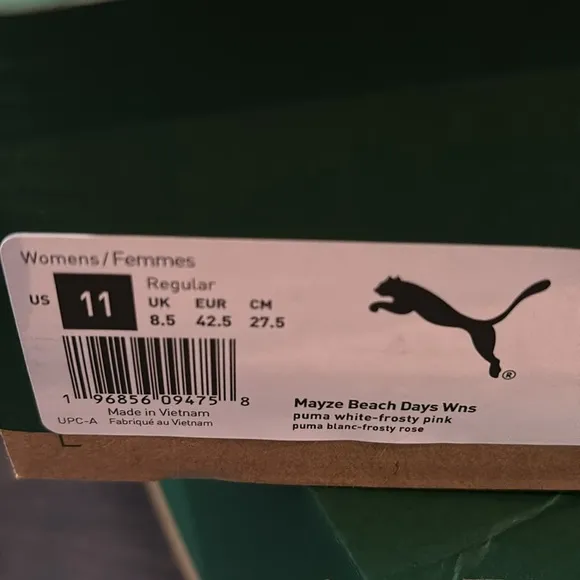 Womens/Femmes
US 11
Regular
UK EUR CM
8.5 42.5 27.5
1 96856 09475 8
UPC-A
Made in Vietnam
Fabriqué au Vietnam
®
Mayze Beach Days Wns
puma white-frosty pink
puma blanc-frosty rose